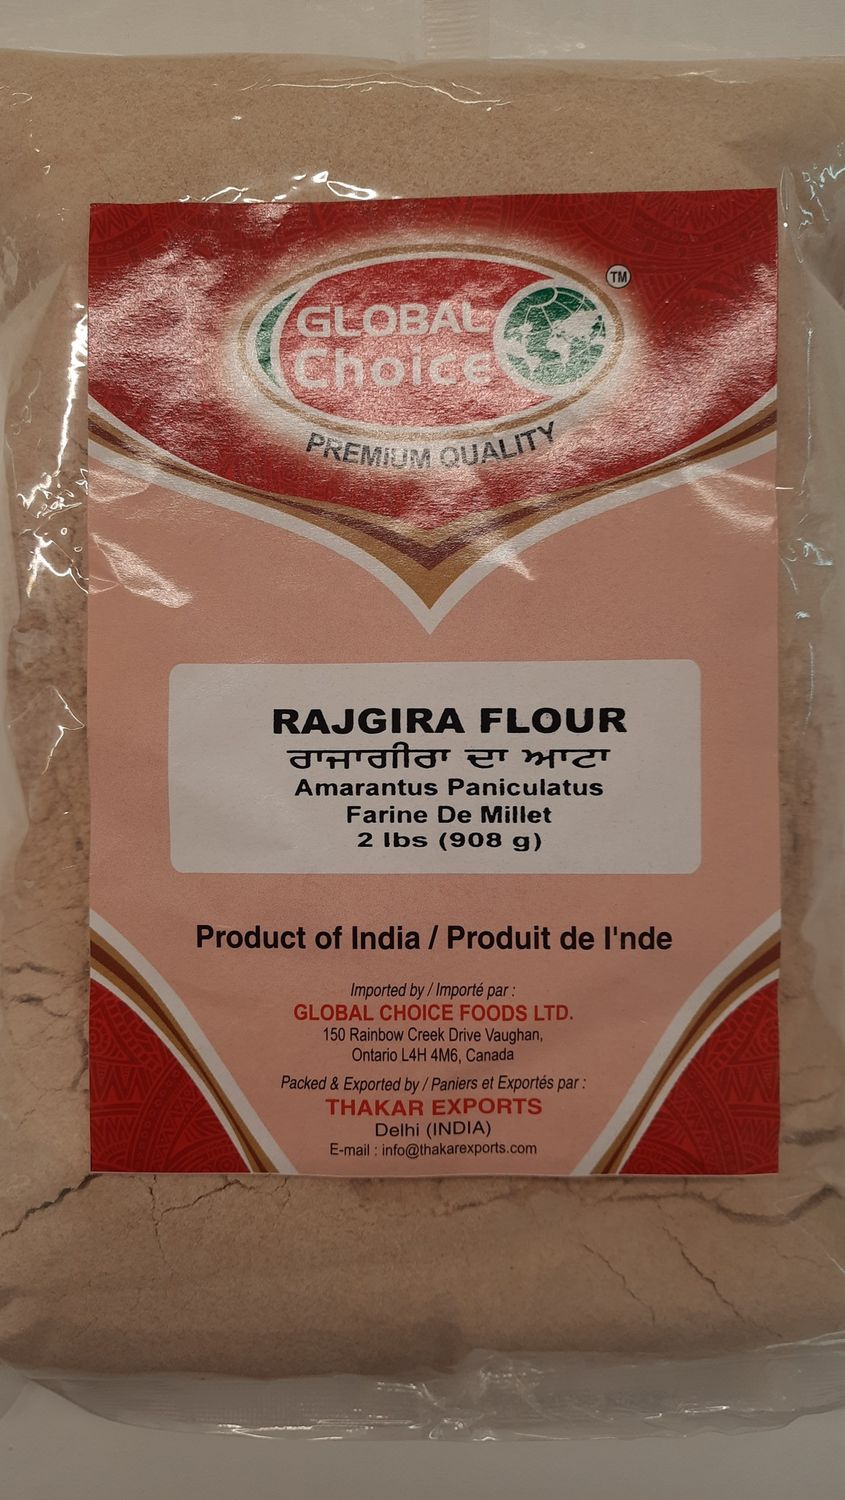 GLOBAL
Choice
TM
PREMIUM QUALITY
RAJGIRA FLOUR
ਰਾਜਾਗੀਰਾ ਦਾ ਆਟਾ
Amarantus Paniculatus
Farine De Millet
2 lbs (908 g)
Product of India / Produit de l'nde
Imported by / Importé par :
GLOBAL CHOICE FOODS LTD.
150 Rainbow Creek Drive Vaughan,
Ontario L4H 4M6, Canada
Packed & Exported by / Paniers et Exportés par :
THAKAR EXPORTS
Delhi (INDIA)
E-mail : info@thakarexports.com